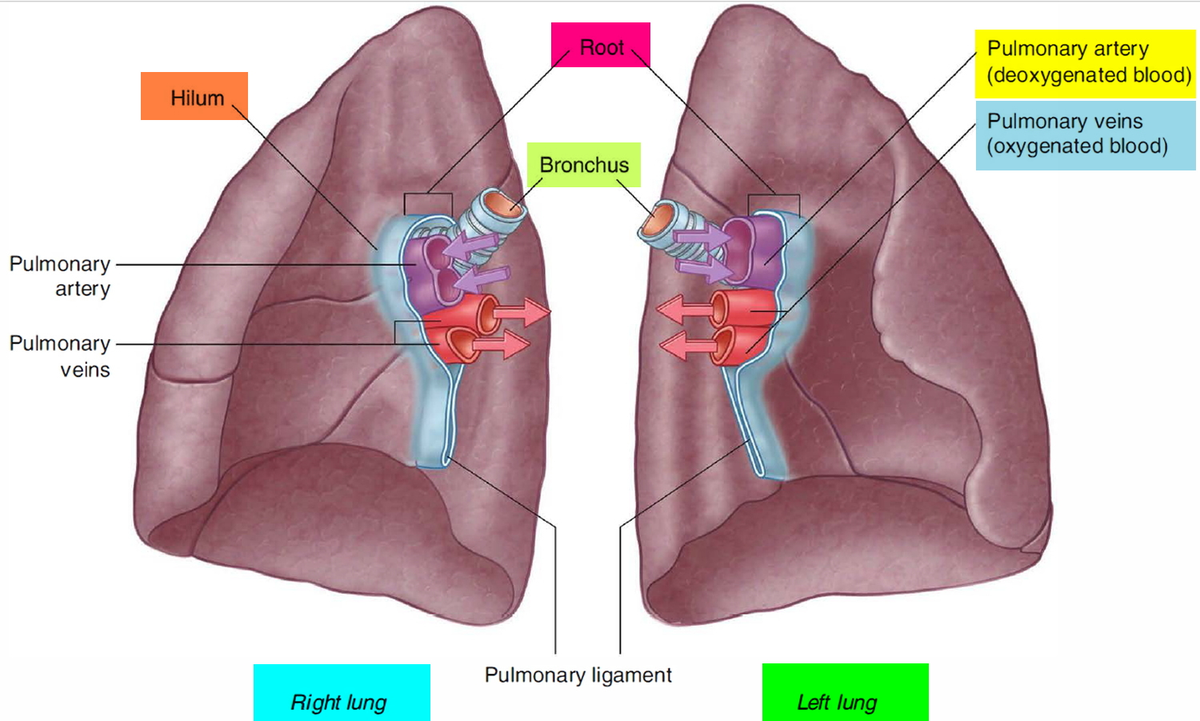 Root
Pulmonary artery
(deoxygenated blood)
Hilum
Pulmonary veins
(oxygenated blood)
Bronchus
Pulmonary
artery
Pulmonary
veins
Pulmonary ligament
Right lung
Left lung